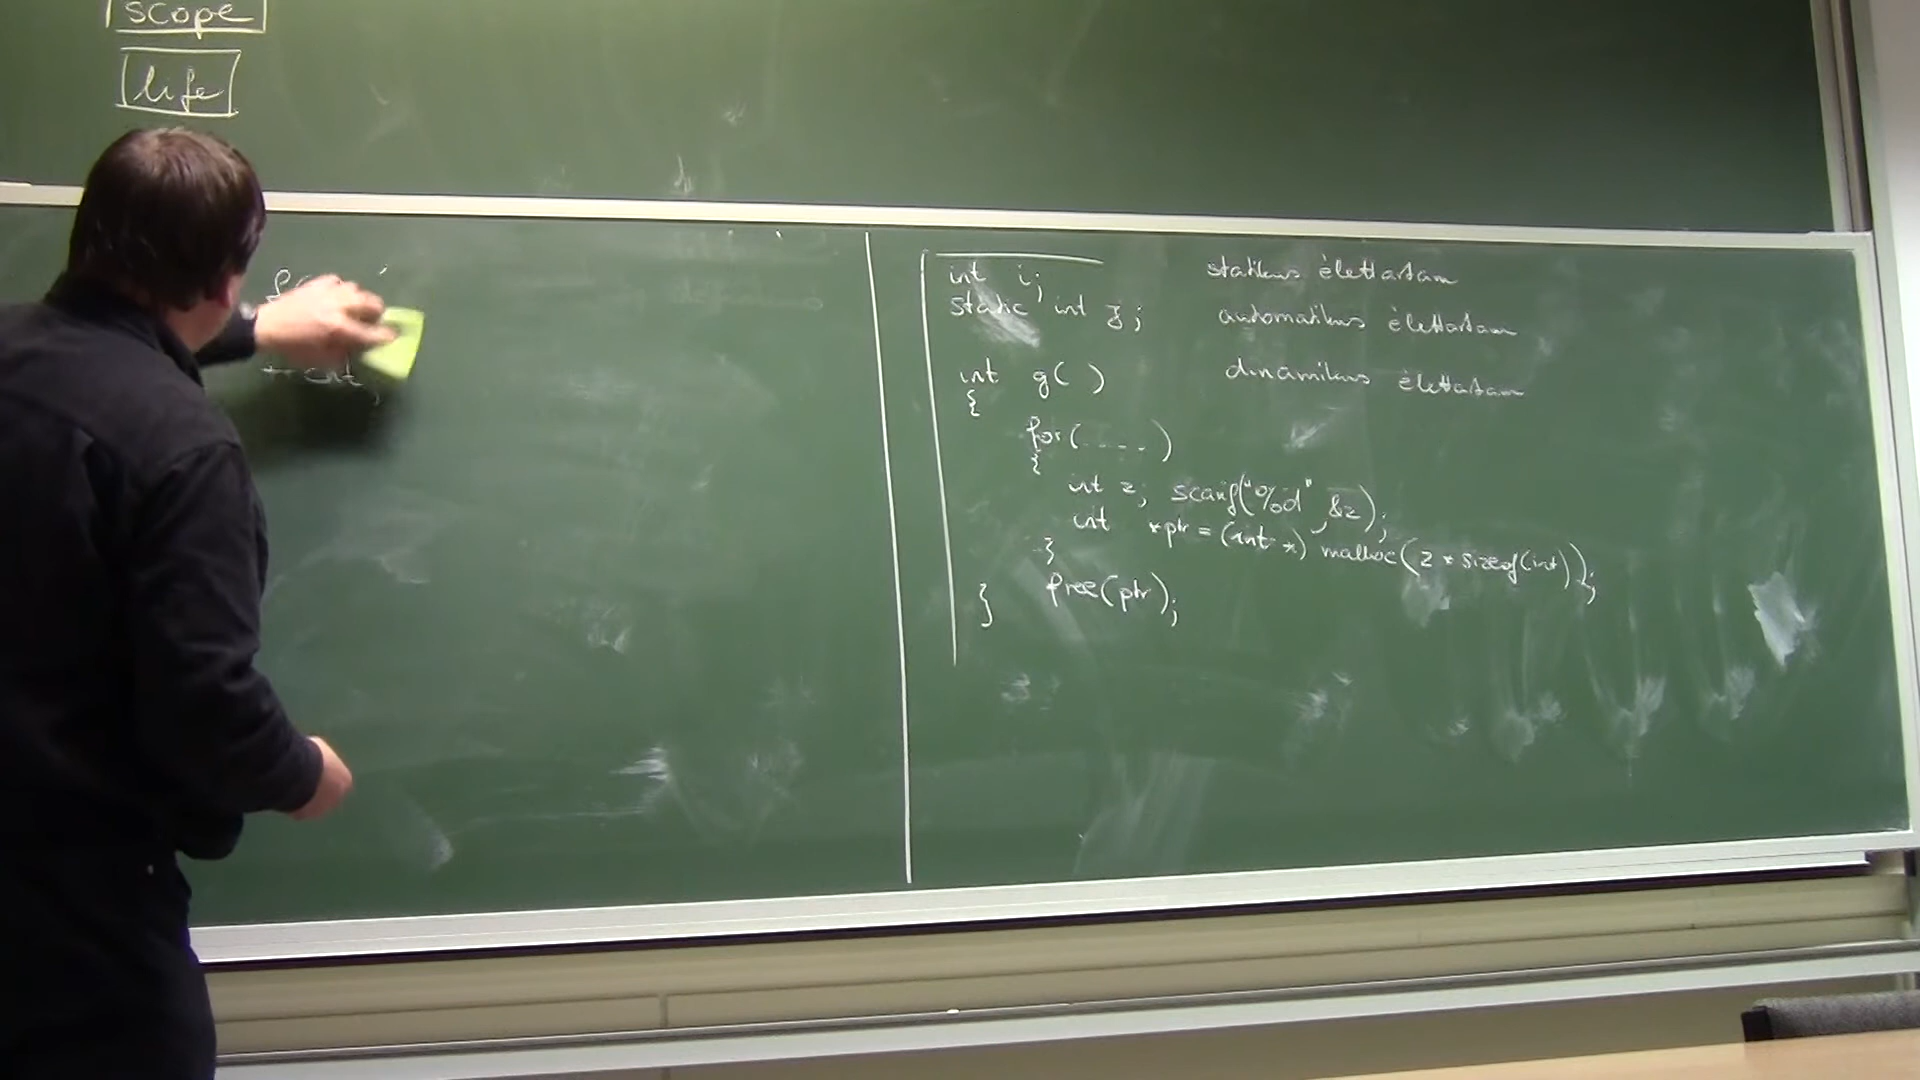 scope
life
int i;
static int j;
int g( )
{
for(.....)
{
int z; scanf("%d", &z);
int *ptr = (int *) malloc(z * sizeof(int));
}
free(ptr);
}
statikus élettartam
automatikus élettartam
dinamikus élettartam